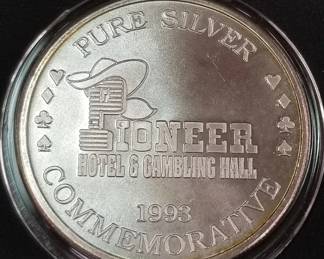 PURE SILVER
PIONEER
HOTEL & GAMBLING HALL
1993
COMMEMORATIVE